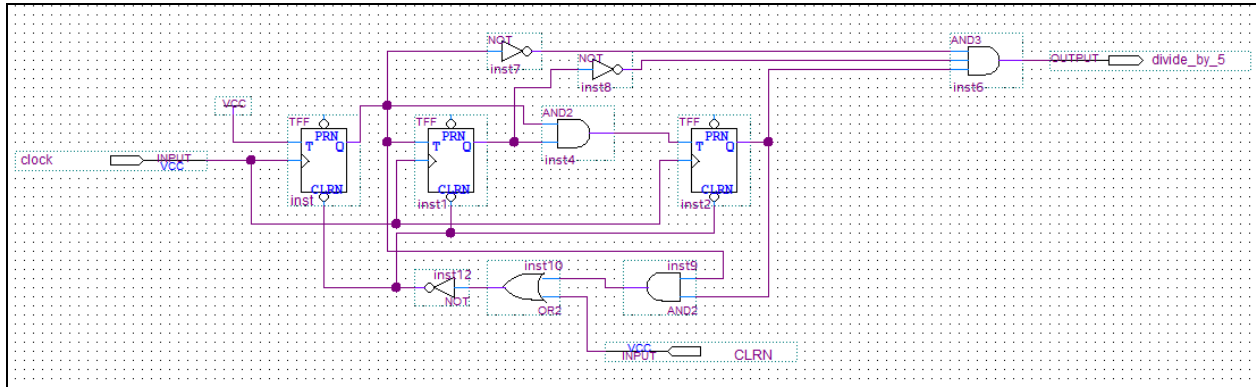 NOT
inst7
NOT
inst8
AND3
inst6
OUTPUT
divide_by_5
VCC
AND2
inst4
TFF
PRN
T Q
CLRN
inst
TFF
PRN
T Q
CLRN
inst1
TFF
PRN
T Q
CLRN
inst2
clock
INPUT
VCC
inst12
NOT
inst10
OR2
inst9
AND2
VCC
INPUT
CLRN